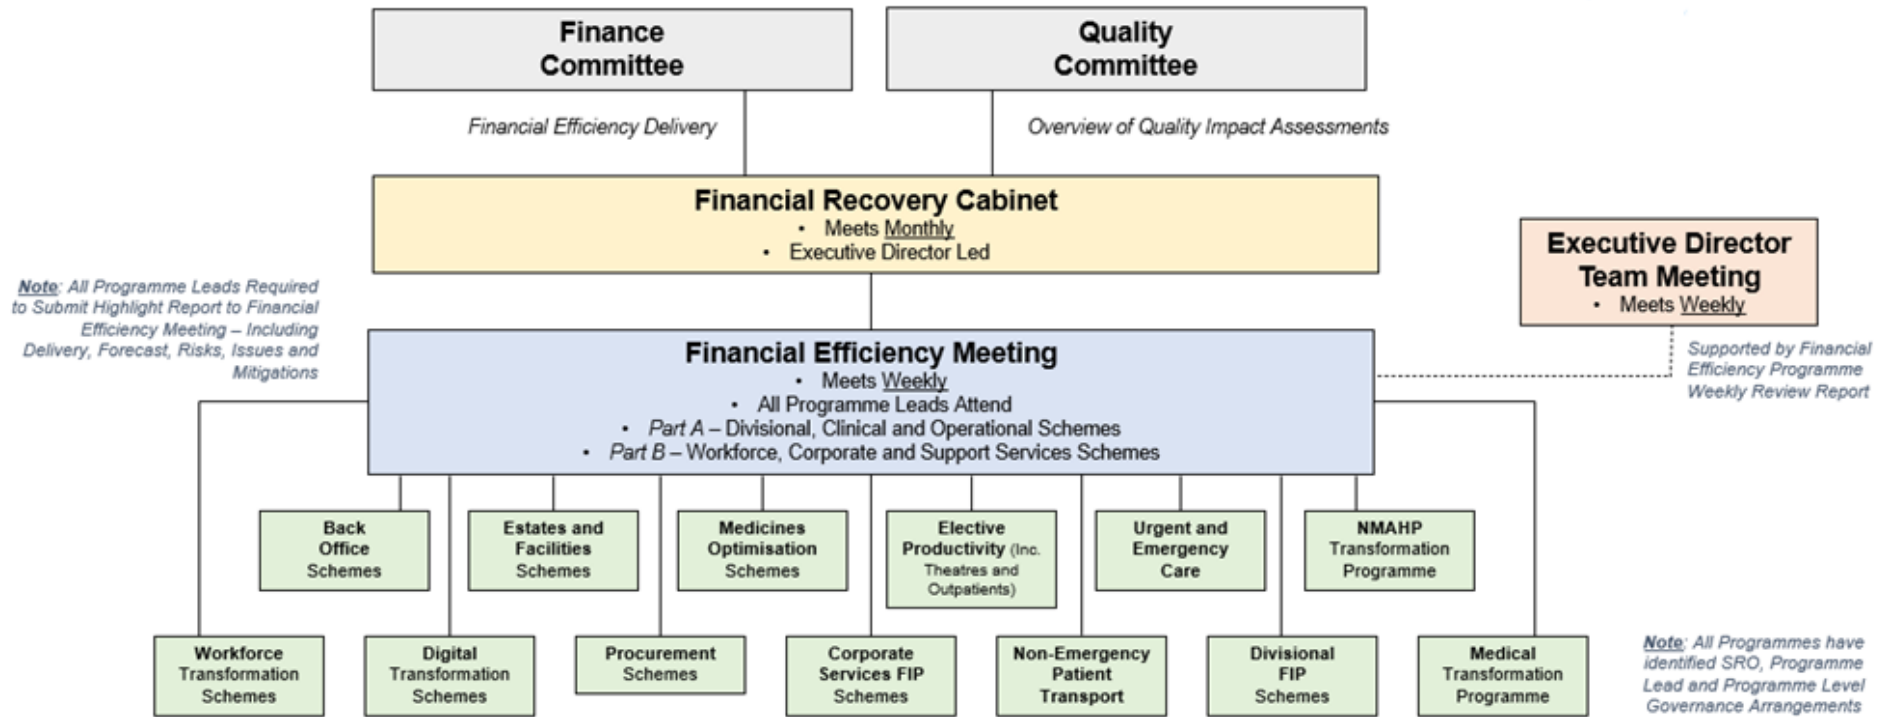 Finance
Committee
Quality
Committee
Financial Efficiency Delivery
Overview of Quality Impact Assessments
Financial Recovery Cabinet
• Meets Monthly
• Executive Director Led
Executive Director
Team Meeting
• Meets Weekly
Note: All Programme Leads Required
to Submit Highlight Report to Financial
Efficiency Meeting – Including
Delivery, Forecast, Risks, Issues and
Mitigations
Financial Efficiency Meeting
• Meets Weekly
• All Programme Leads Attend
• Part A – Divisional, Clinical and Operational Schemes
• Part B – Workforce, Corporate and Support Services Schemes
Supported by Financial
Efficiency Programme
Weekly Review Report
Back
Office
Schemes
Estates and
Facilities
Schemes
Medicines
Optimisation
Schemes
Elective
Productivity (Inc.
Theatres and
Outpatients)
Urgent and
Emergency
Care
NMAHP
Transformation
Programme
Workforce
Transformation
Schemes
Digital
Transformation
Schemes
Procurement
Schemes
Corporate
Services FIP
Schemes
Non-Emergency
Patient
Transport
Divisional
FIP
Schemes
Medical
Transformation
Programme
Note: All Programmes have
identified SRO, Programme
Lead and Programme Level
Governance Arrangements